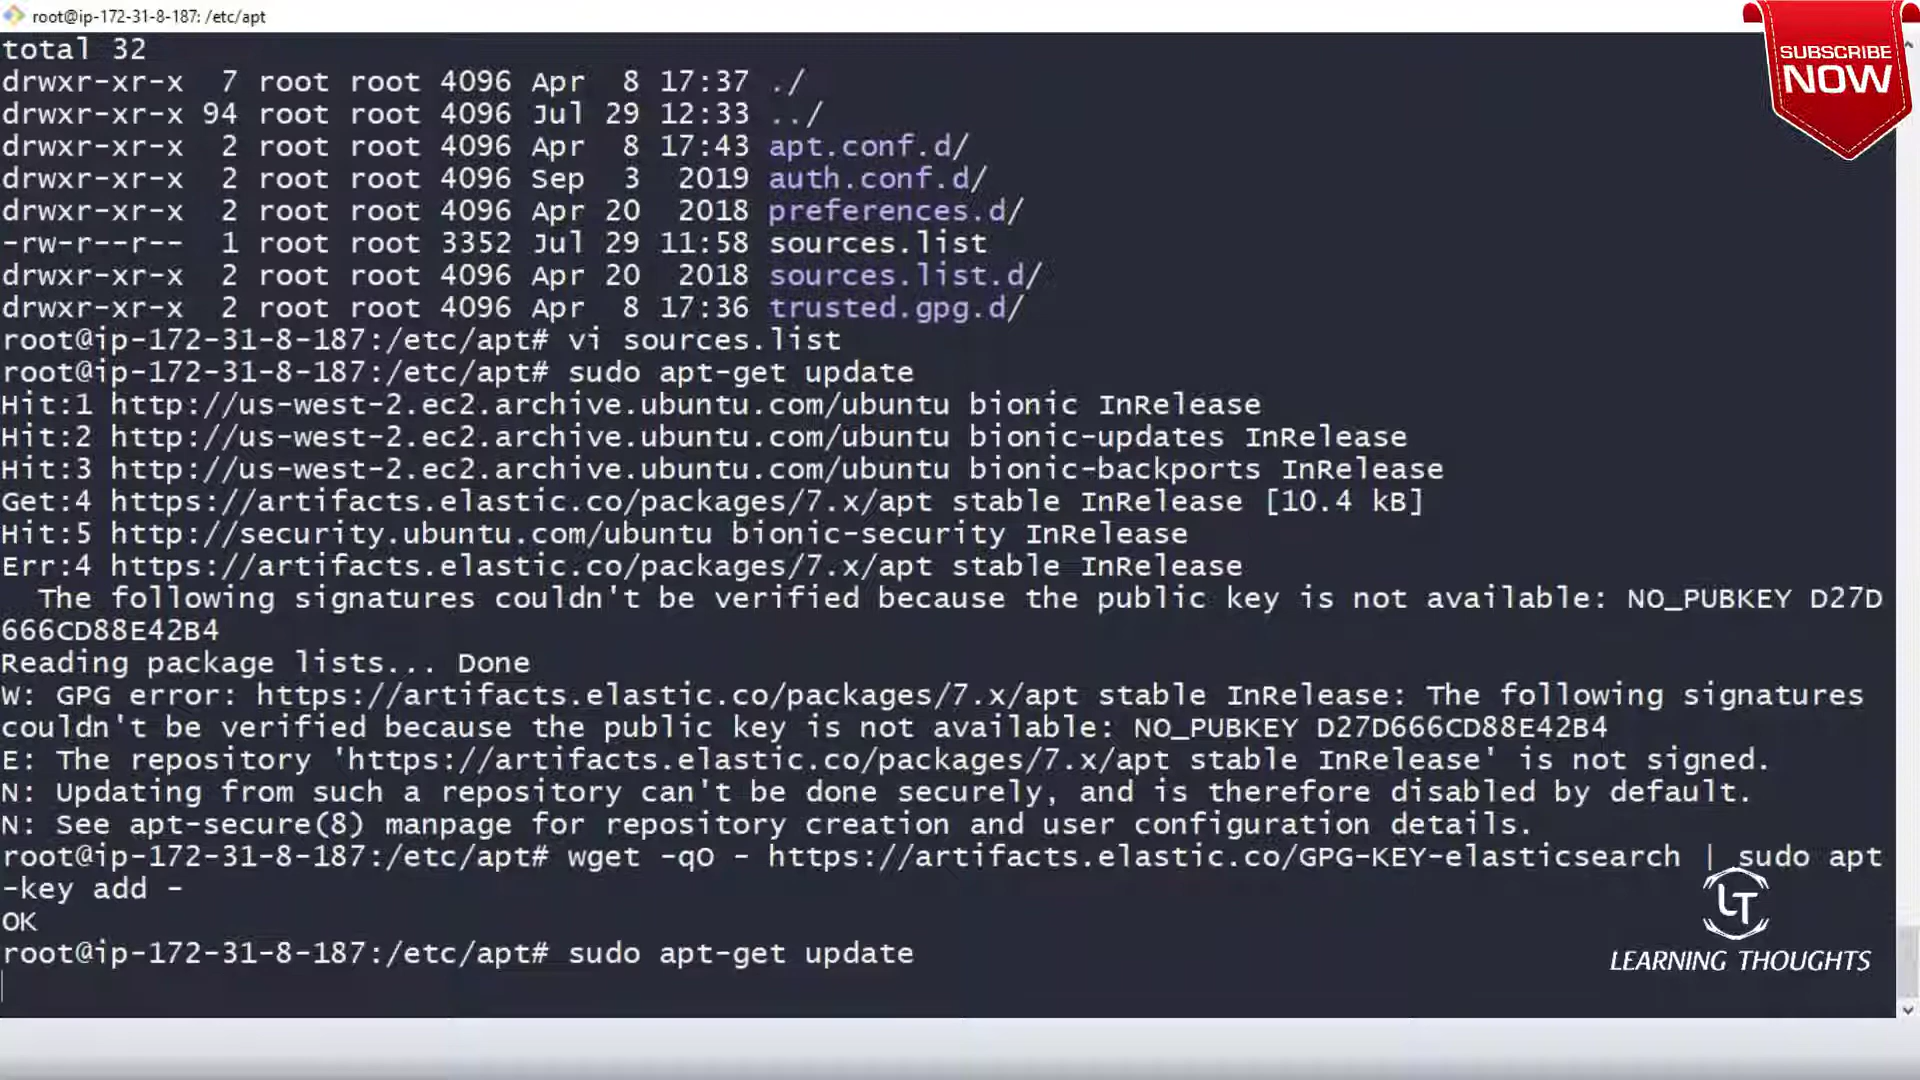 root@ip-172-31-8-187: /etc/apt
total 32
drwxr-xr-x  7 root root 4096 Apr  8 17:37 ./
drwxr-xr-x 94 root root 4096 Jul 29 12:33 ../
drwxr-xr-x  2 root root 4096 Apr  8 17:43 apt.conf.d/
drwxr-xr-x  2 root root 4096 Sep  3  2019 auth.conf.d/
drwxr-xr-x  2 root root 4096 Apr 20  2018 preferences.d/
-rw-r--r--  1 root root 3352 Jul 29 11:58 sources.list
drwxr-xr-x  2 root root 4096 Apr 20  2018 sources.list.d/
drwxr-xr-x  2 root root 4096 Apr  8 17:36 trusted.gpg.d/
root@ip-172-31-8-187:/etc/apt# vi sources.list
root@ip-172-31-8-187:/etc/apt# sudo apt-get update
Hit:1 http://us-west-2.ec2.archive.ubuntu.com/ubuntu bionic InRelease
Hit:2 http://us-west-2.ec2.archive.ubuntu.com/ubuntu bionic-updates InRelease
Hit:3 http://us-west-2.ec2.archive.ubuntu.com/ubuntu bionic-backports InRelease
Get:4 https://artifacts.elastic.co/packages/7.x/apt stable InRelease [10.4 kB]
Hit:5 http://security.ubuntu.com/ubuntu bionic-security InRelease
Err:4 https://artifacts.elastic.co/packages/7.x/apt stable InRelease
  The following signatures couldn't be verified because the public key is not available: NO_PUBKEY D27D
666CD88E42B4
Reading package lists... Done
W: GPG error: https://artifacts.elastic.co/packages/7.x/apt stable InRelease: The following signatures
couldn't be verified because the public key is not available: NO_PUBKEY D27D666CD88E42B4
E: The repository 'https://artifacts.elastic.co/packages/7.x/apt stable InRelease' is not signed.
N: Updating from such a repository can't be done securely, and is therefore disabled by default.
N: See apt-secure(8) manpage for repository creation and user configuration details.
root@ip-172-31-8-187:/etc/apt# wget -qO - https://artifacts.elastic.co/GPG-KEY-elasticsearch | sudo apt
-key add -
OK
root@ip-172-31-8-187:/etc/apt# sudo apt-get update
SUBSCRIBE
NOW
LT
LEARNING THOUGHTS